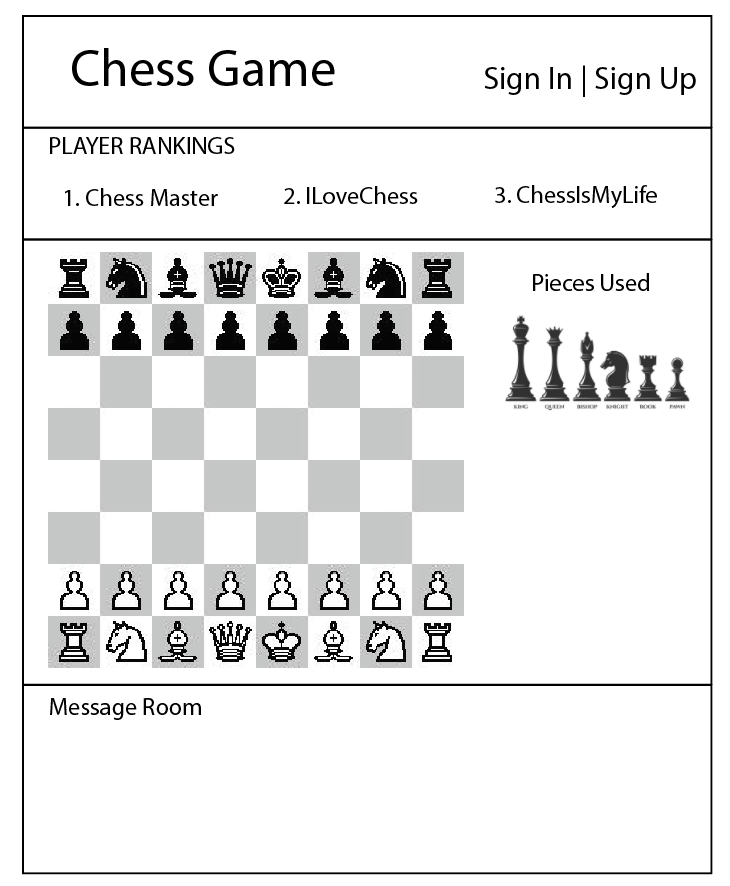 Chess Game
Sign In | Sign Up
PLAYER RANKINGS
1. Chess Master
2. ILoveChess
3. ChessIsMyLife
Pieces Used
KING QUEEN BISHOP KNIGHT ROOK PAWN
Message Room